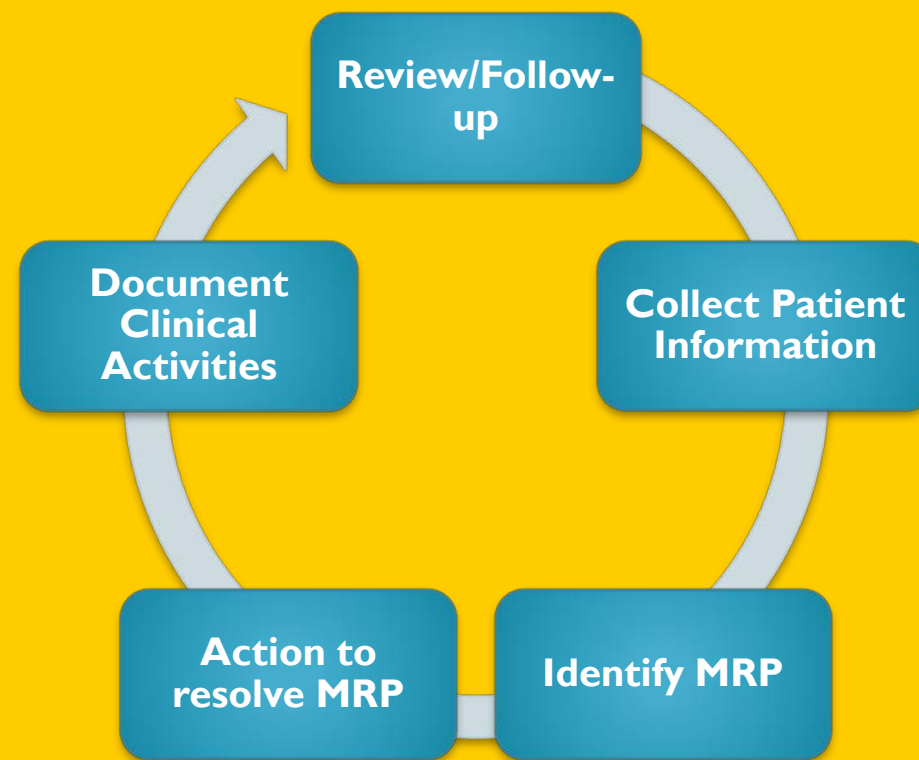 Review/Follow-
up
Collect Patient
Information
Identify MRP
Action to
resolve MRP
Document
Clinical
Activities